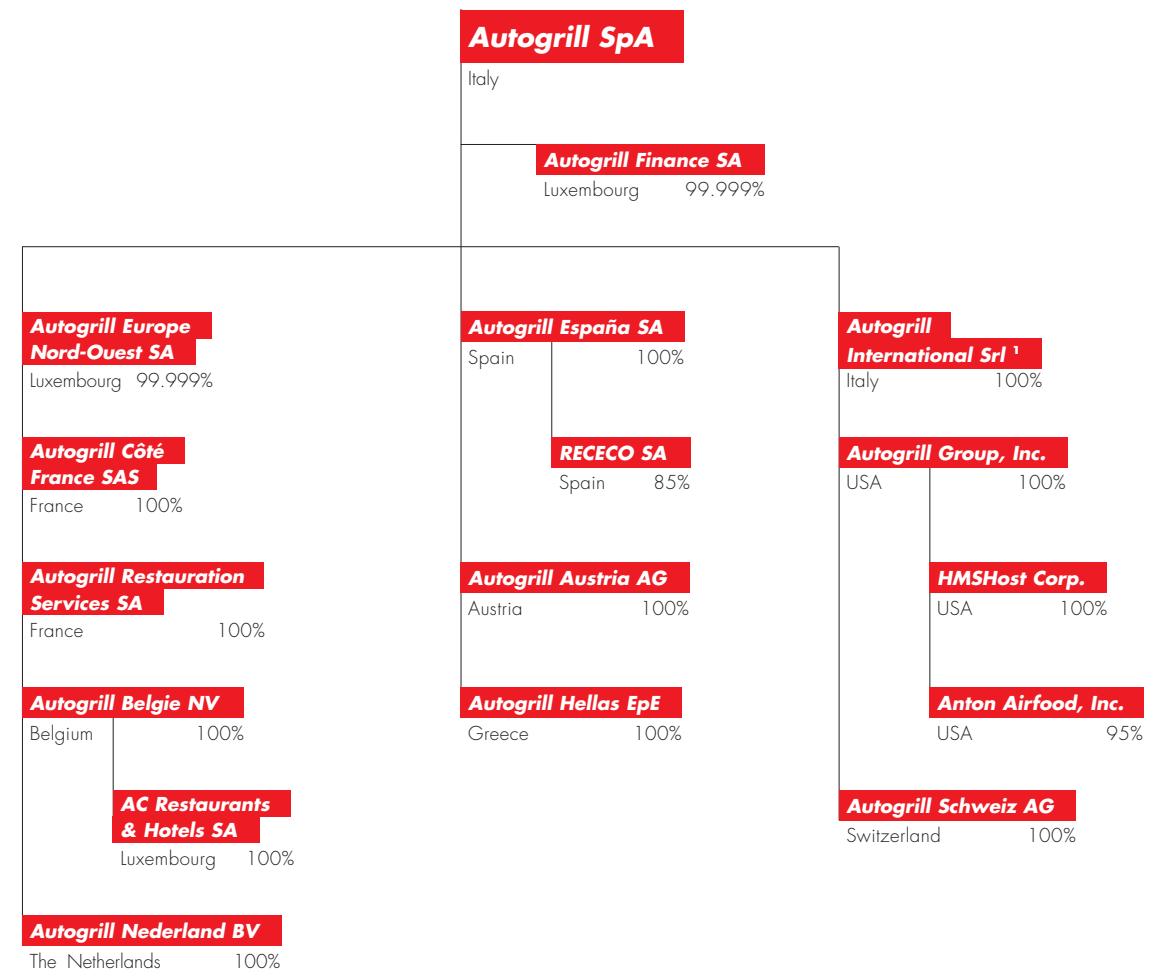 Autogrill SpA
Italy
Autogrill Finance SA
Luxembourg 99.999%
Autogrill Europe
Nord-Ouest SA
Luxembourg 99.999%
Autogrill Côté
France SAS
France 100%
Autogrill Restauration
Services SA
France 100%
Autogrill Belgie NV
Belgium 100%
AC Restaurants
& Hotels SA
Luxembourg 100%
Autogrill Nederland BV
The Netherlands 100%
Autogrill España SA
Spain 100%
RECECO SA
Spain 85%
Autogrill Austria AG
Austria 100%
Autogrill Hellas EpE
Greece 100%
Autogrill
International Srl ¹
Italy 100%
Autogrill Group, Inc.
USA 100%
HMSHost Corp.
USA 100%
Anton Airfood, Inc.
USA 95%
Autogrill Schweiz AG
Switzerland 100%